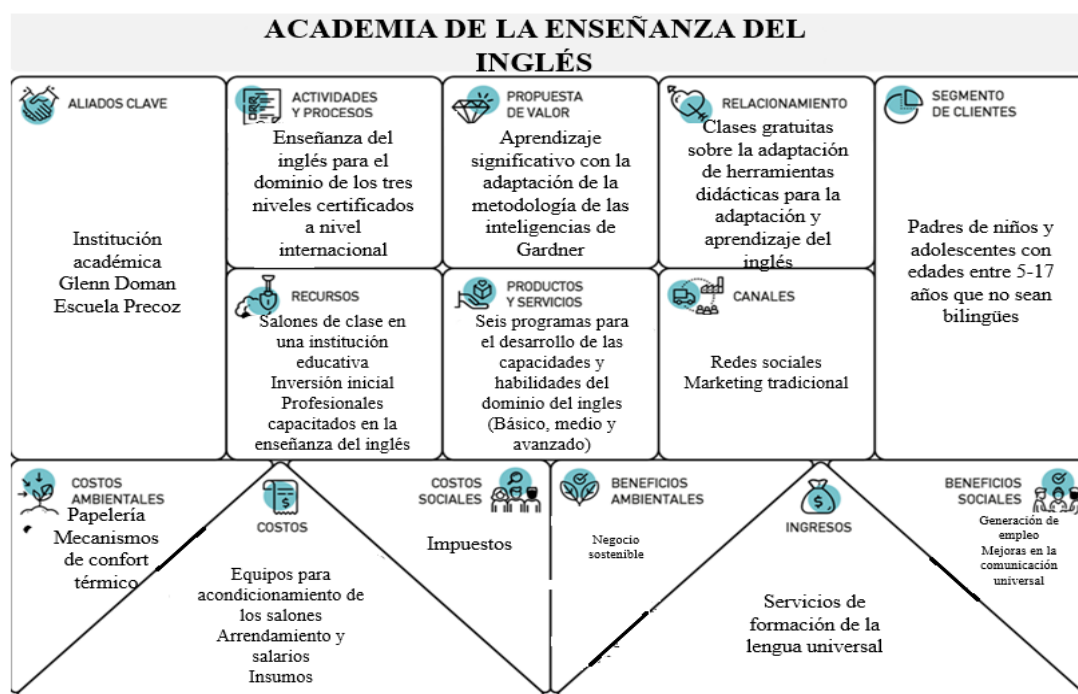 ACADEMIA DE LA ENSEÑANZA DEL
INGLÉS
ALIADOS CLAVE
Institución
académica
Glenn Doman
Escuela Precoz
ACTIVIDADES
Y PROCESOS
Enseñanza del
inglés para el
dominio de los tres
niveles certificados
a nivel
internacional
RECURSOS
Salones de clase en
una institución
educativa
Inversión inicial
Profesionales
capacitados en la
enseñanza del inglés
PROPUESTA
DE VALOR
Aprendizaje
significativo con la
adaptación de la
metodología de las
inteligencias de
Gardner
PRODUCTOS
Y SERVICIOS
Seis programas para
el desarrollo de las
capacidades y
habilidades del
dominio del ingles
(Básico, medio y
avanzado)
RELACIONAMIENTO
Clases gratuitas
sobre la adaptación
de herramientas
didácticas para la
adaptación y
aprendizaje del
inglés
CANALES
Redes sociales
Marketing tradicional
SEGMENTO
DE CLIENTES
Padres de niños y
adolescentes con
edades entre 5-17
años que no sean
bilingües
COSTOS
AMBIENTALES
Papelería
Mecanismos
de confort
térmico
COSTOS
Equipos para
acondicionamiento de
los salones
Arrendamiento y
salarios
Insumos
COSTOS
SOCIALES
Impuestos
BENEFICIOS
AMBIENTALES
Negocio
sostenible
INGRESOS
Servicios de
formación de la
lengua universal
BENEFICIOS
SOCIALES
Generación de
empleo
Mejoras en la
comunicación
universal